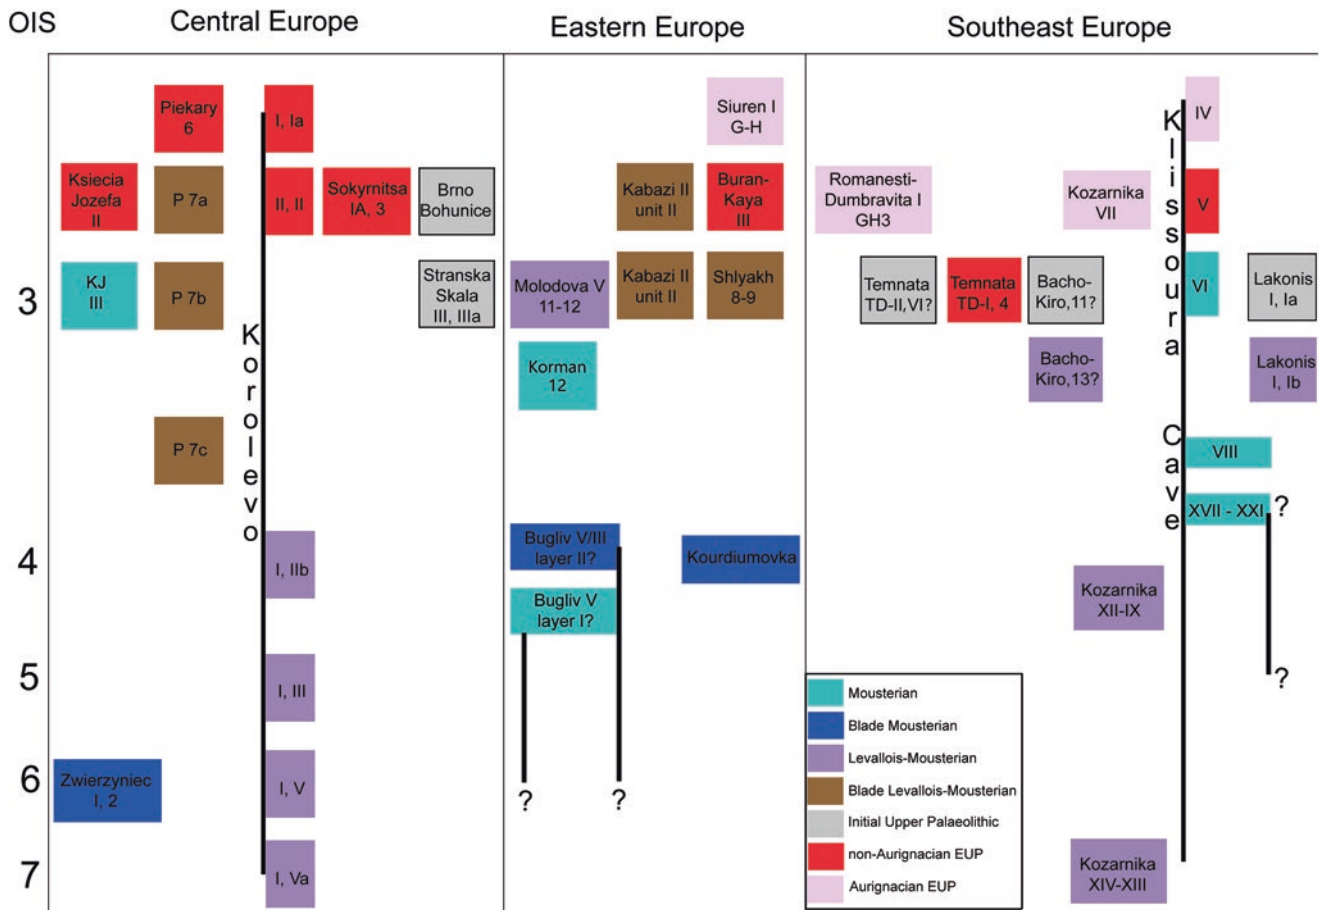 OIS
Central Europe
Eastern Europe
Southeast Europe
Piekary
6
I, Ia
Siuren I
G-H
IV
Ksiecia
Jozefa
II
P 7a
II, II
Sokyrnitsa
IA, 3
Brno
Bohunice
Kabazi II
unit II
Buran-
Kaya
III
Romanesti-
Dumbravita I
GH3
Kozarnika
VII
V
3
KJ
III
P 7b
Stranska
Skala
III, IIIa
Molodova V
11-12
Kabazi II
unit II
Shlyakh
8-9
Temnata
TD-II,VI?
Temnata
TD-I, 4
Bacho-
Kiro,11?
VI
Lakonis
I, Ia
Korman
12
Bacho-
Kiro,13?
Lakonis
I, Ib
Korolevo
Klissoura Cave
P 7c
VIII
XVII - XXI
?
4
I, IIb
Bugliv V/III
layer II?
Kourdiumovka
Bugliv V
layer I?
Kozarnika
XII-IX
5
I, III
?
6
Zwierzyniec
I, 2
I, V
?
?
7
I, Va
Kozarnika
XIV-XIII
Mousterian
Blade Mousterian
Levallois-Mousterian
Blade Levallois-Mousterian
Initial Upper Palaeolithic
non-Aurignacian EUP
Aurignacian EUP